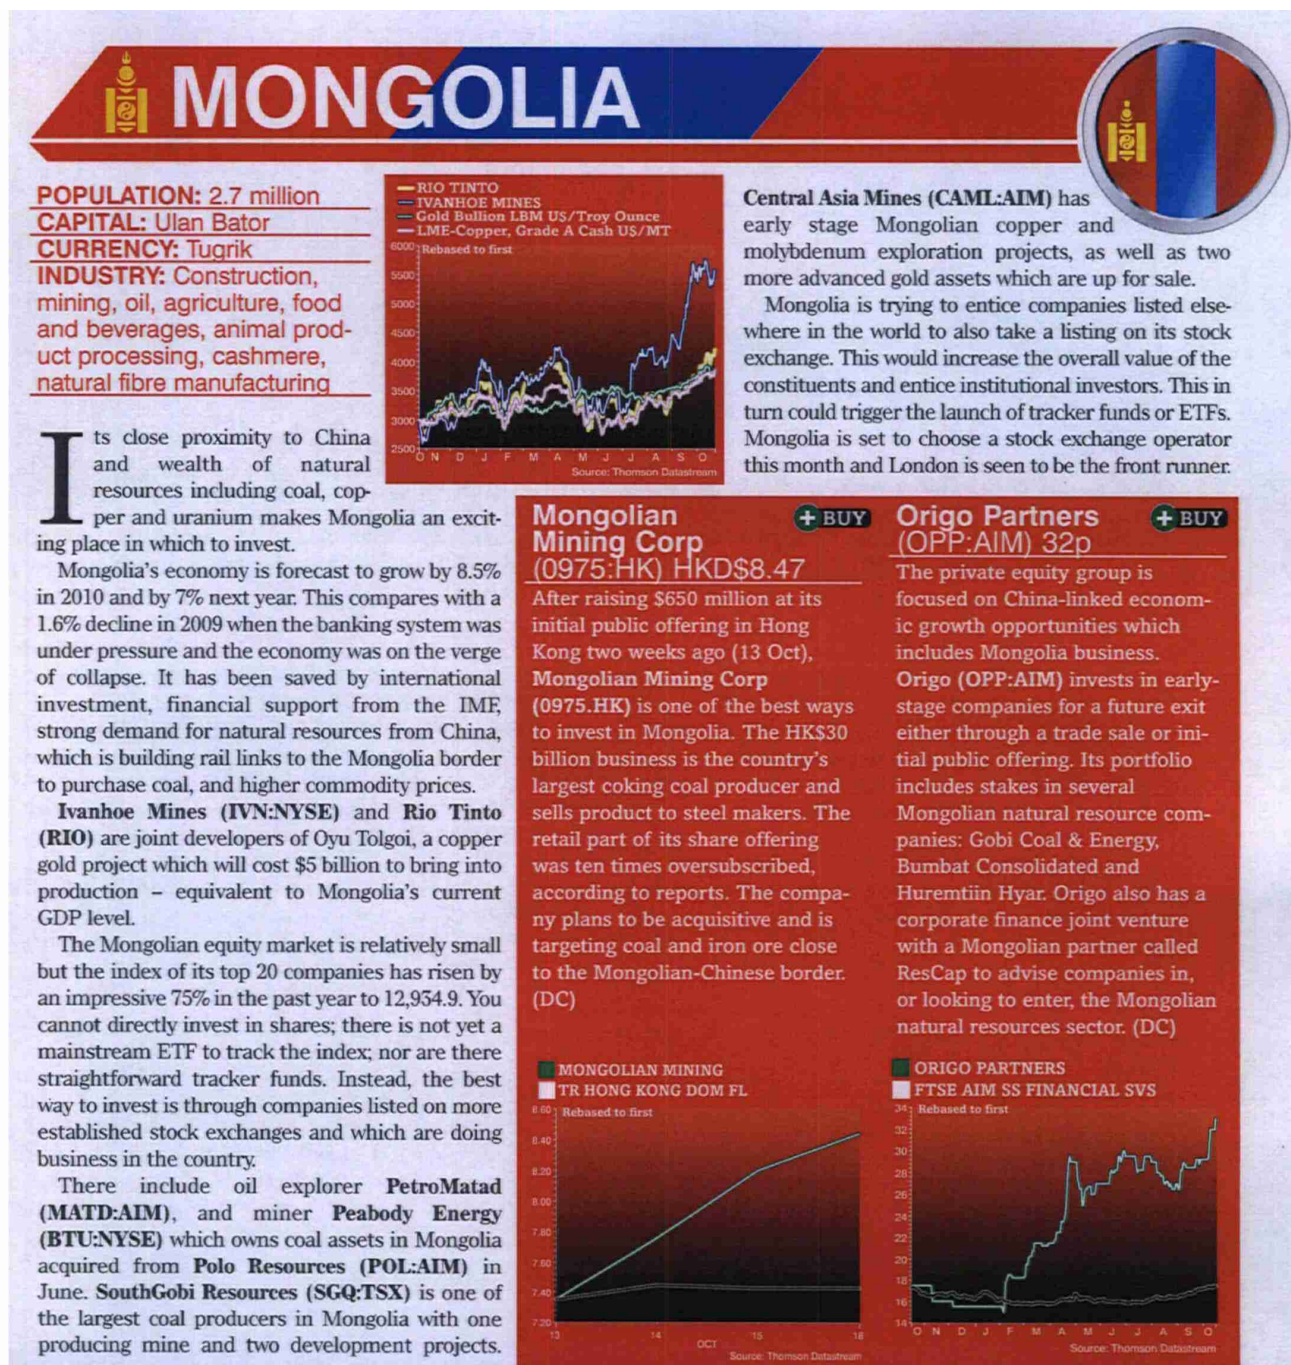 MONGOLIA
POPULATION: 2.7 million
CAPITAL: Ulan Bator
CURRENCY: Tugrik
INDUSTRY: Construction,
mining, oil, agriculture, food
and beverages, animal prod-
uct processing, cashmere,
natural fibre manufacturing
RIO TINTO
IVANHOE MINES
Gold Bullion LBM U$/Troy Ounce
LME-Copper, Grade A Cash U$/MT
Rebased to first
6000
5500
5000
4500
4000
3500
3000
2500
O N D J F M A M J J A S O
Source: Thomson Datastream
Its close proximity to China
and wealth of natural
resources including coal, cop-
per and uranium makes Mongolia an excit-
ing place in which to invest.
Mongolia's economy is forecast to grow by 8.5%
in 2010 and by 7% next year. This compares with a
1.6% decline in 2009 when the banking system was
under pressure and the economy was on the verge
of collapse. It has been saved by international
investment, financial support from the IMF,
strong demand for natural resources from China,
which is building rail links to the Mongolia border
to purchase coal, and higher commodity prices.
Ivanhoe Mines (IVN:NYSE) and Rio Tinto
(RIO) are joint developers of Oyu Tolgoi, a copper
gold project which will cost $5 billion to bring into
production – equivalent to Mongolia's current
GDP level.
The Mongolian equity market is relatively small
but the index of its top 20 companies has risen by
an impressive 75% in the past year to 12,934.9. You
cannot directly invest in shares; there is not yet a
mainstream ETF to track the index; nor are there
straightforward tracker funds. Instead, the best
way to invest is through companies listed on more
established stock exchanges and which are doing
business in the country.
There include oil explorer PetroMatad
(MATD:AIM), and miner Peabody Energy
(BTU:NYSE) which owns coal assets in Mongolia
acquired from Polo Resources (POL:AIM) in
June. SouthGobi Resources (SGQ:TSX) is one of
the largest coal producers in Mongolia with one
producing mine and two development projects.
Central Asia Mines (CAML:AIM) has
early stage Mongolian copper and
molybdenum exploration projects, as well as two
more advanced gold assets which are up for sale.
Mongolia is trying to entice companies listed else-
where in the world to also take a listing on its stock
exchange. This would increase the overall value of the
constituents and entice institutional investors. This in
turn could trigger the launch of tracker funds or ETFs.
Mongolia is set to choose a stock exchange operator
this month and London is seen to be the front runner.
Mongolian
Mining Corp
+ BUY
(0975:HK) HKD$8.47
After raising $650 million at its
initial public offering in Hong
Kong two weeks ago (13 Oct),
Mongolian Mining Corp
(0975.HK) is one of the best ways
to invest in Mongolia. The HK$30
billion business is the country's
largest coking coal producer and
sells product to steel makers. The
retail part of its share offering
was ten times oversubscribed,
according to reports. The compa-
ny plans to be acquisitive and is
targeting coal and iron ore close
to the Mongolian-Chinese border.
(DC)
MONGOLIAN MINING
TR HONG KONG DOM FL
Rebased to first
8.60
8.40
8.20
8.00
7.80
7.60
7.40
7.20
13 14 15 18
OCT
Source: Thomson Datastream
Origo Partners
+ BUY
(OPP:AIM) 32p
The private equity group is
focused on China-linked econom-
ic growth opportunities which
includes Mongolia business.
Origo (OPP:AIM) invests in early-
stage companies for a future exit
either through a trade sale or ini-
tial public offering. Its portfolio
includes stakes in several
Mongolian natural resource com-
panies: Gobi Coal & Energy,
Bumbat Consolidated and
Huremtiin Hyar. Origo also has a
corporate finance joint venture
with a Mongolian partner called
ResCap to advise companies in,
or looking to enter, the Mongolian
natural resources sector. (DC)
ORIGO PARTNERS
FTSE AIM SS FINANCIAL SVS
Rebased to first
34
32
30
28
26
24
22
20
18
16
14
O N D J F M A M J J A S O
Source: Thomson Datastream